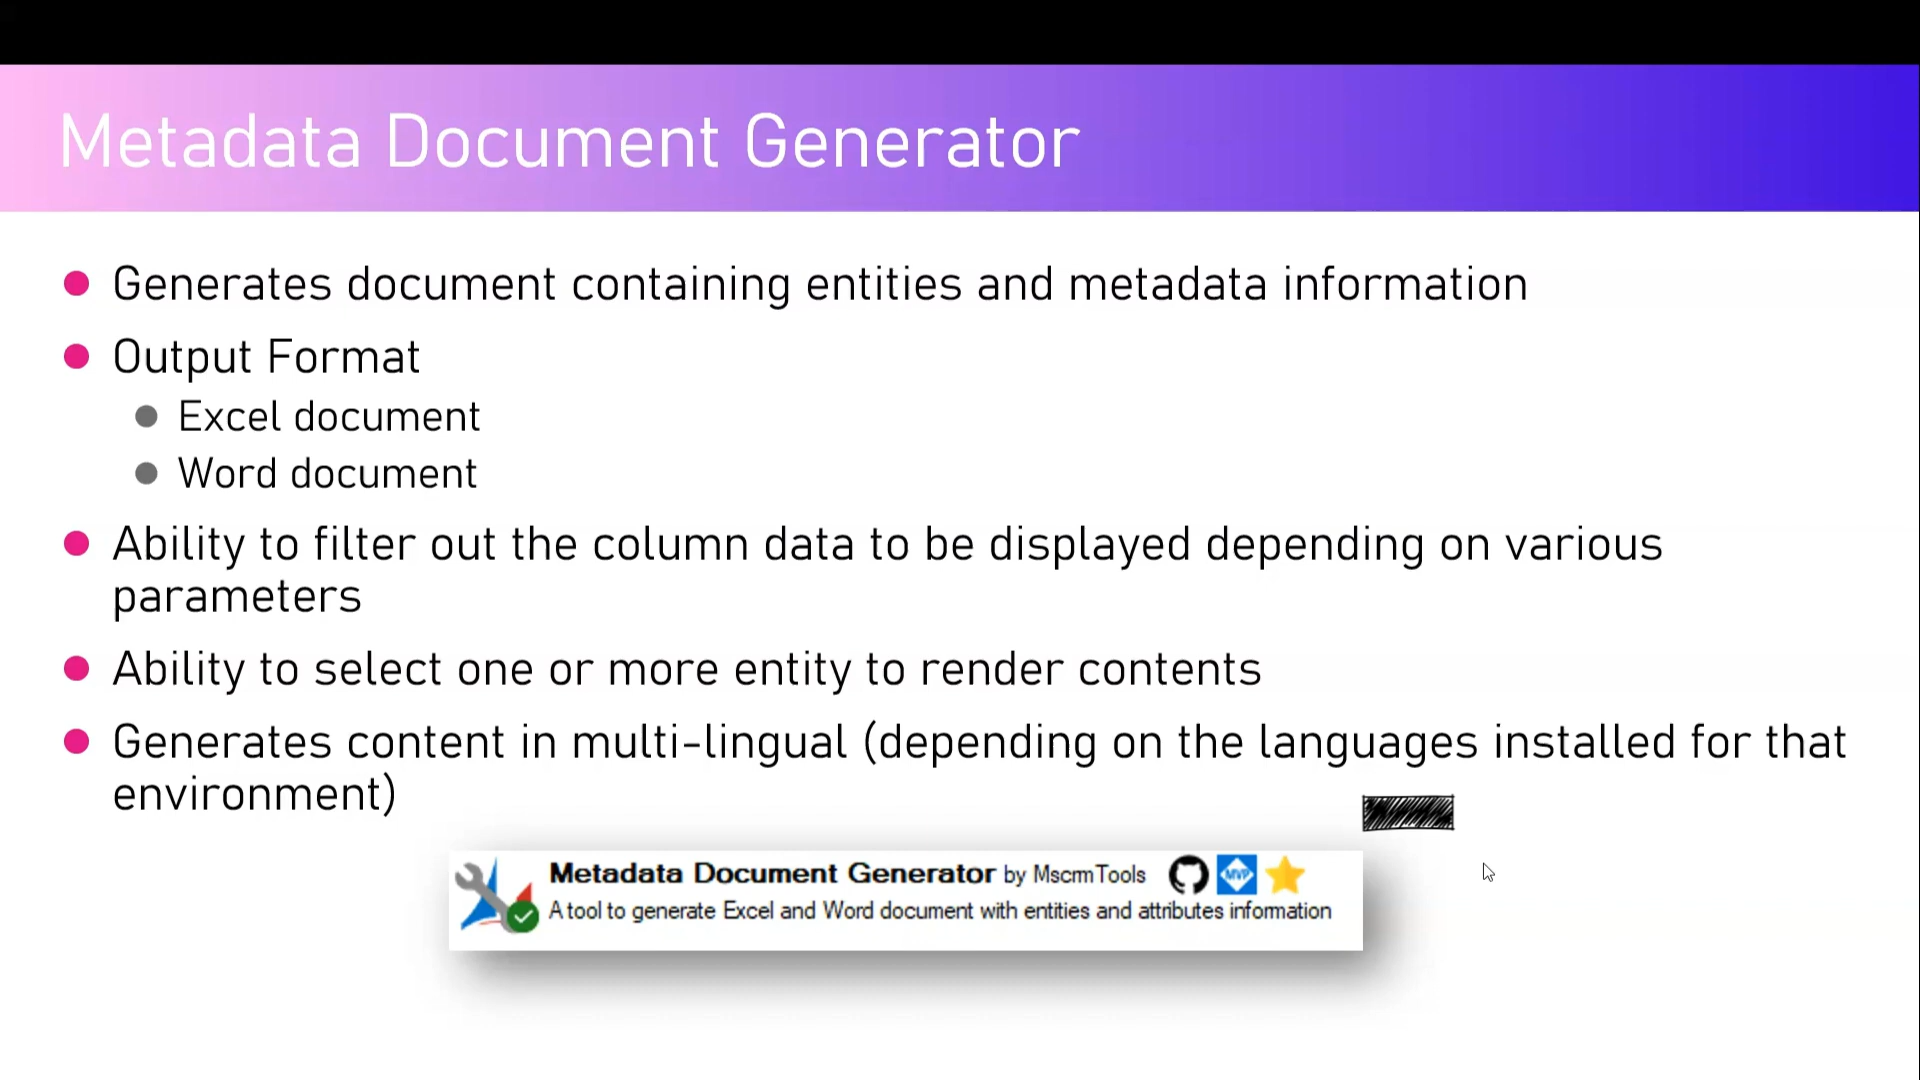 Metadata Document Generator
Generates document containing entities and metadata information
Output Format
Excel document
Word document
Ability to filter out the column data to be displayed depending on various
parameters
Ability to select one or more entity to render contents
Generates content in multi-lingual (depending on the languages installed for that
environment)
Metadata Document Generator by MscrmTools MVP
A tool to generate Excel and Word document with entities and attributes information